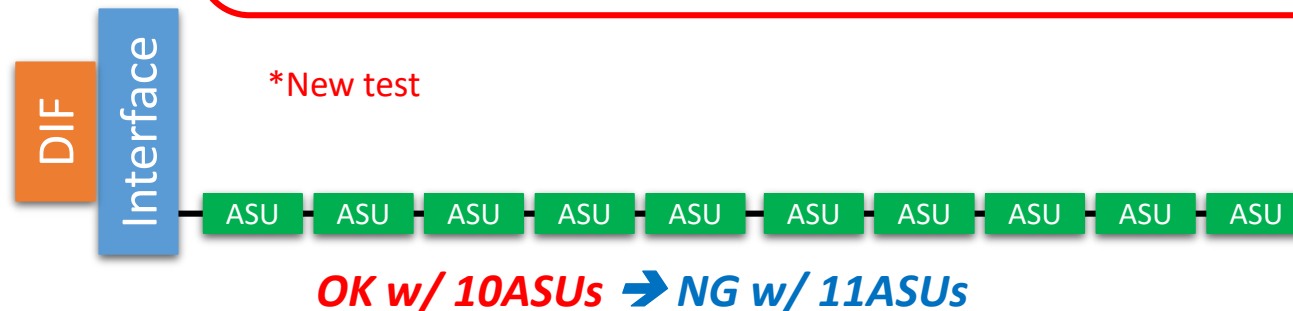 DIF
Interface
*New test
ASU ASU ASU ASU ASU ASU ASU ASU ASU ASU
OK w/ 10ASUs ➔ NG w/ 11ASUs